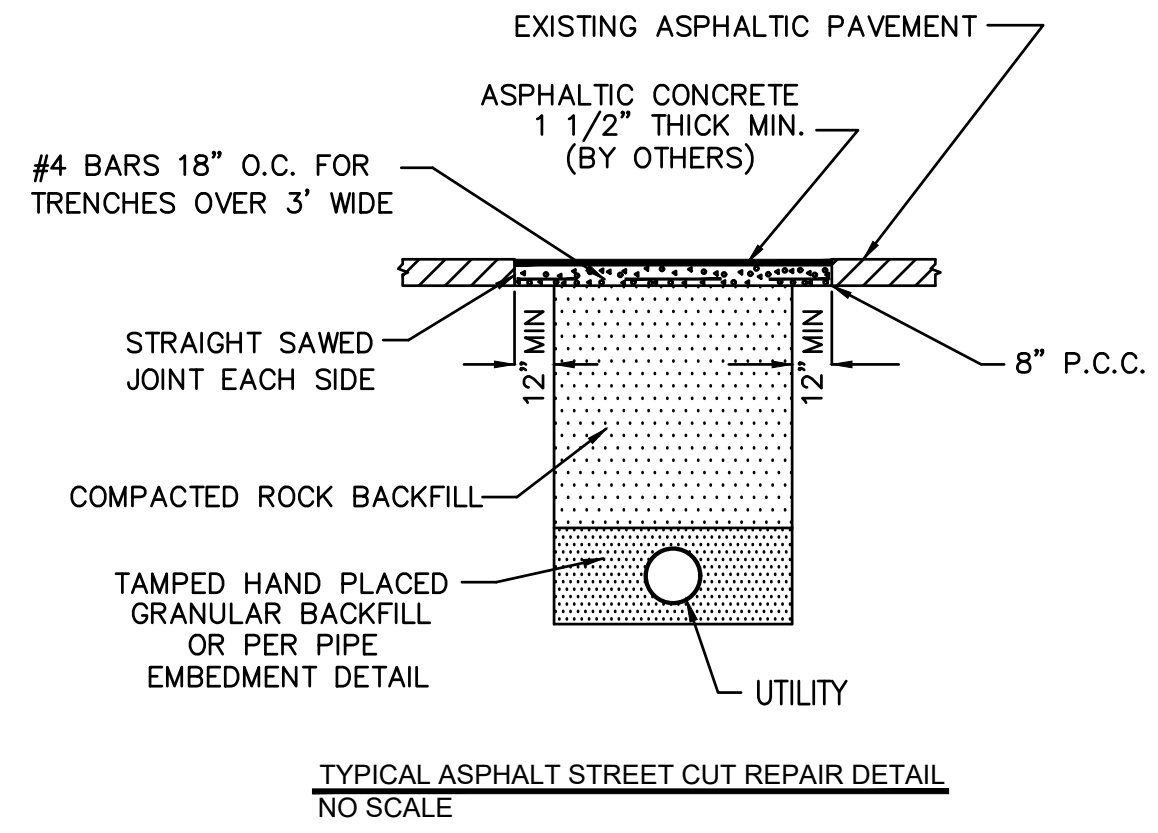 EXISTING ASPHALTIC PAVEMENT
ASPHALTIC CONCRETE
1 1/2" THICK MIN.
(BY OTHERS)
#4 BARS 18" O.C. FOR
TRENCHES OVER 3' WIDE
STRAIGHT SAWED
JOINT EACH SIDE
12" MIN
12" MIN
8" P.C.C.
COMPACTED ROCK BACKFILL
TAMPED HAND PLACED
GRANULAR BACKFILL
OR PER PIPE
EMBEDMENT DETAIL
UTILITY
TYPICAL ASPHALT STREET CUT REPAIR DETAIL
NO SCALE